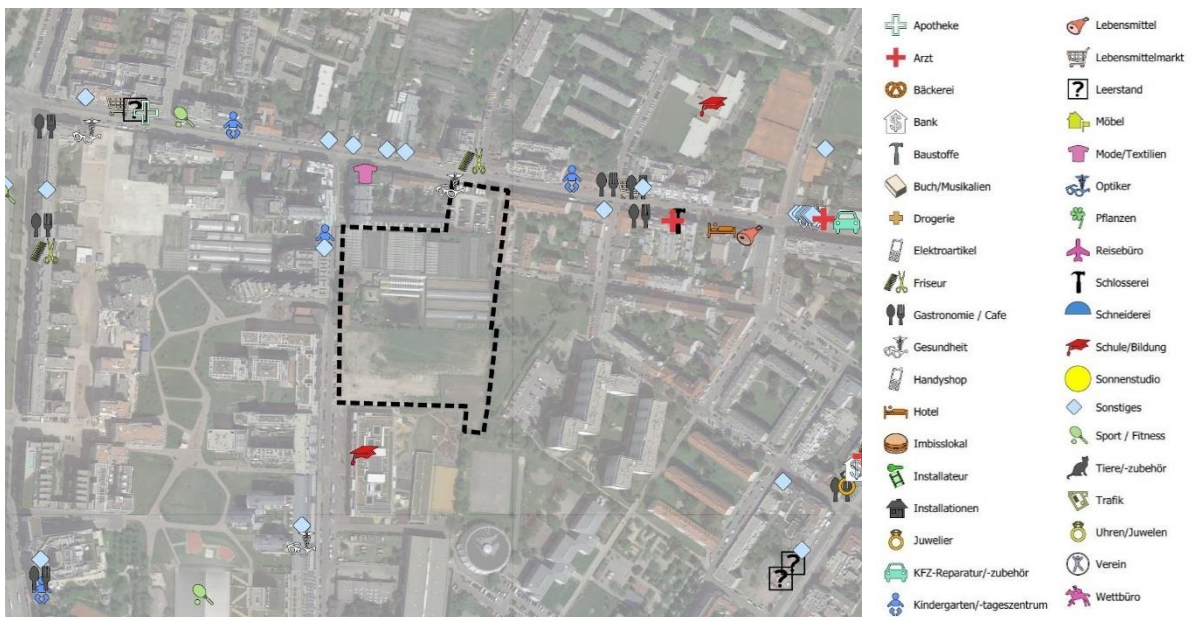 Apotheke
Arzt
Bäckerei
Bank
Baustoffe
Buch/Musikalien
Drogerie
Elektroartikel
Friseur
Gastronomie / Cafe
Gesundheit
Handyshop
Hotel
Imbisslokal
Installateur
Installationen
Juwelier
KFZ-Reparatur/-zubehör
Kindergarten/-tageszentrum
Lebensmittel
Lebensmittelmarkt
Leerstand
Möbel
Mode/Textilien
Optiker
Pflanzen
Reisebüro
Schlosserei
Schneiderei
Schule/Bildung
Sonnenstudio
Sonstiges
Sport / Fitness
Tiere/-zubehör
Trafik
Uhren/Juwelen
Verein
Wettbüro